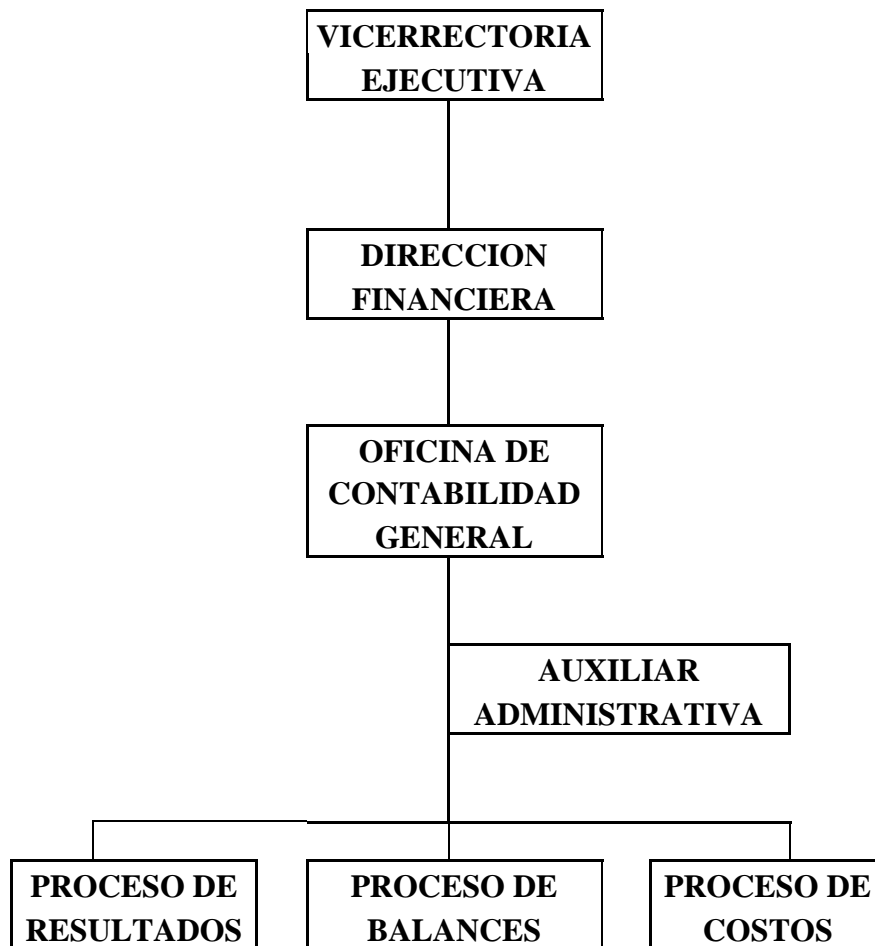 VICERRECTORIA
EJECUTIVA
DIRECCION
FINANCIERA
OFICINA DE
CONTABILIDAD
GENERAL
AUXILIAR
ADMINISTRATIVA
PROCESO DE
RESULTADOS
PROCESO DE
BALANCES
PROCESO DE
COSTOS